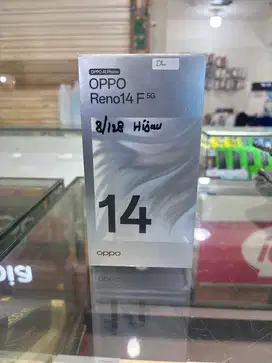 OPPO AI Phone
DL
OPPO
Reno14 F 5G
8/128 Hijau
14
oppo